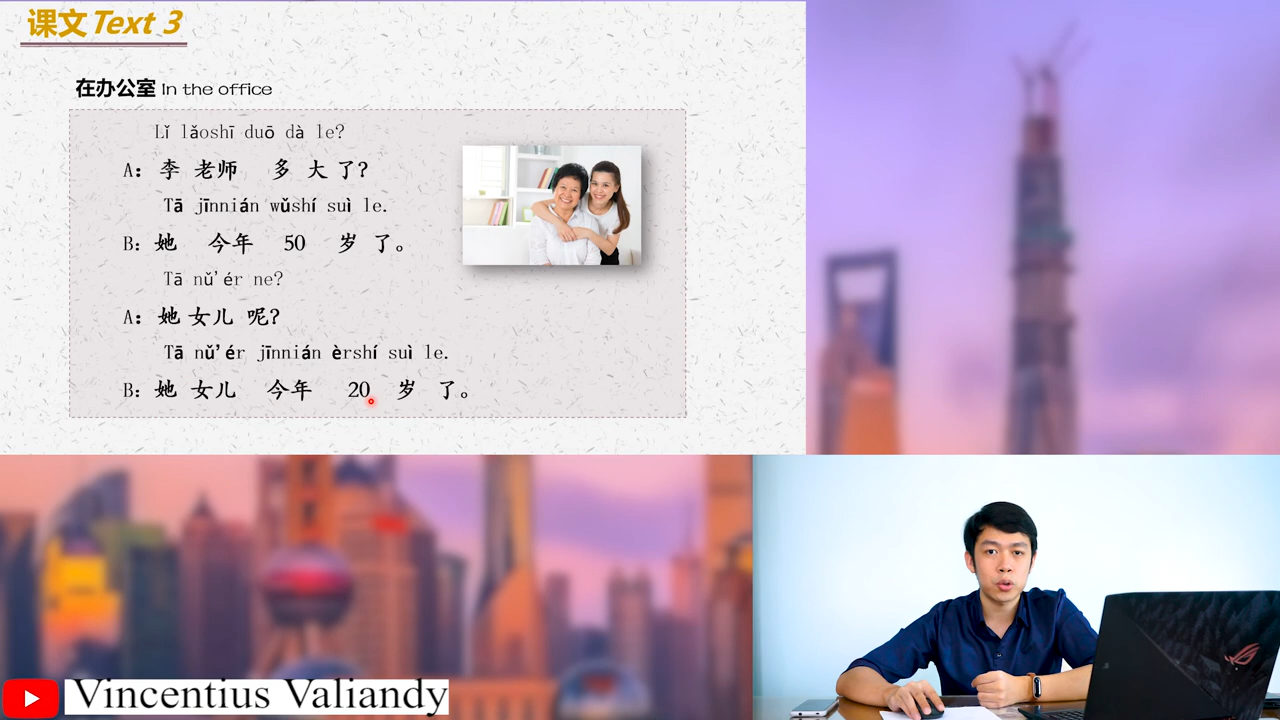 课文 Text 3
在办公室 In the office
Lǐ lǎoshī duō dà le?
A: 李 老师 多 大 了?
Tā jīnnián wǔshí suì le.
B: 她 今年 50 岁 了。
Tā nǚ'ér ne?
A: 她 女儿 呢?
Tā nǚ'ér jīnnián èrshí suì le.
B: 她 女儿 今年 20 岁 了。
Vincentius Valiandy